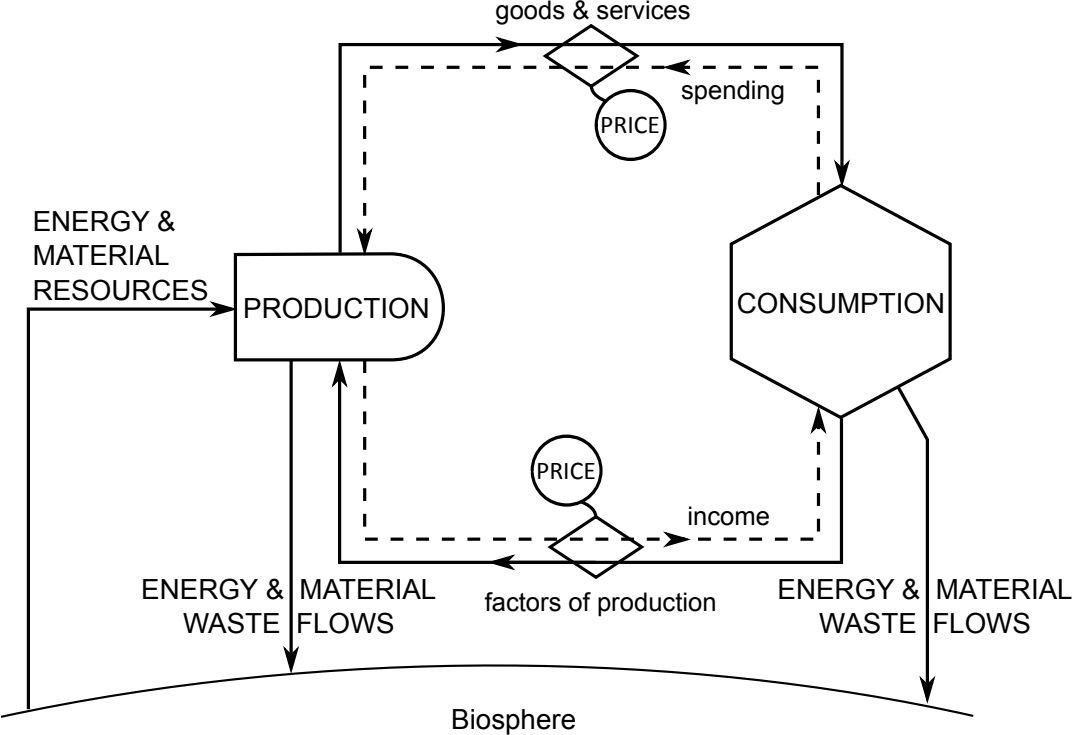 goods & services
spending
PRICE
ENERGY &
MATERIAL
RESOURCES
PRODUCTION
CONSUMPTION
PRICE
income
factors of production
ENERGY & MATERIAL
WASTE FLOWS
ENERGY & MATERIAL
WASTE FLOWS
Biosphere